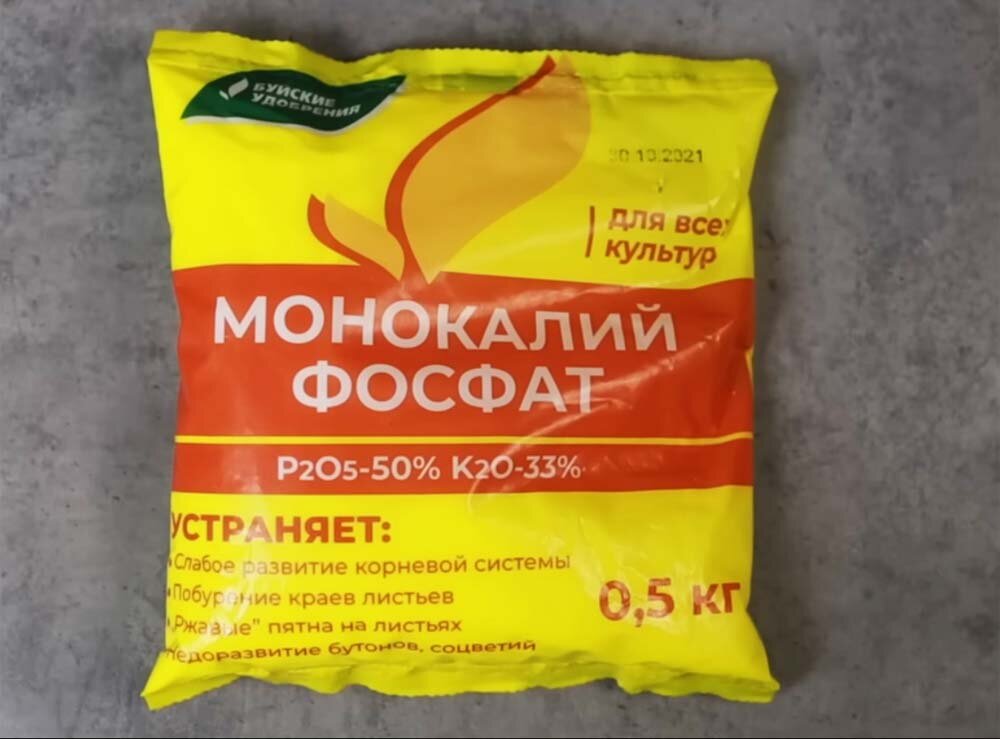 БУЙСКИЕ
УДОБРЕНИЯ
30 10 2021
для всех
культур
МОНОКАЛИЙ
ФОСФАТ
P2O5-50% K2O-33%
УСТРАНЯЕТ:
• Слабое развитие корневой системы
• Побурение краев листьев
• „Ржавые" пятна на листьях
Недоразвитие бутонов, соцветий
0,5 кг